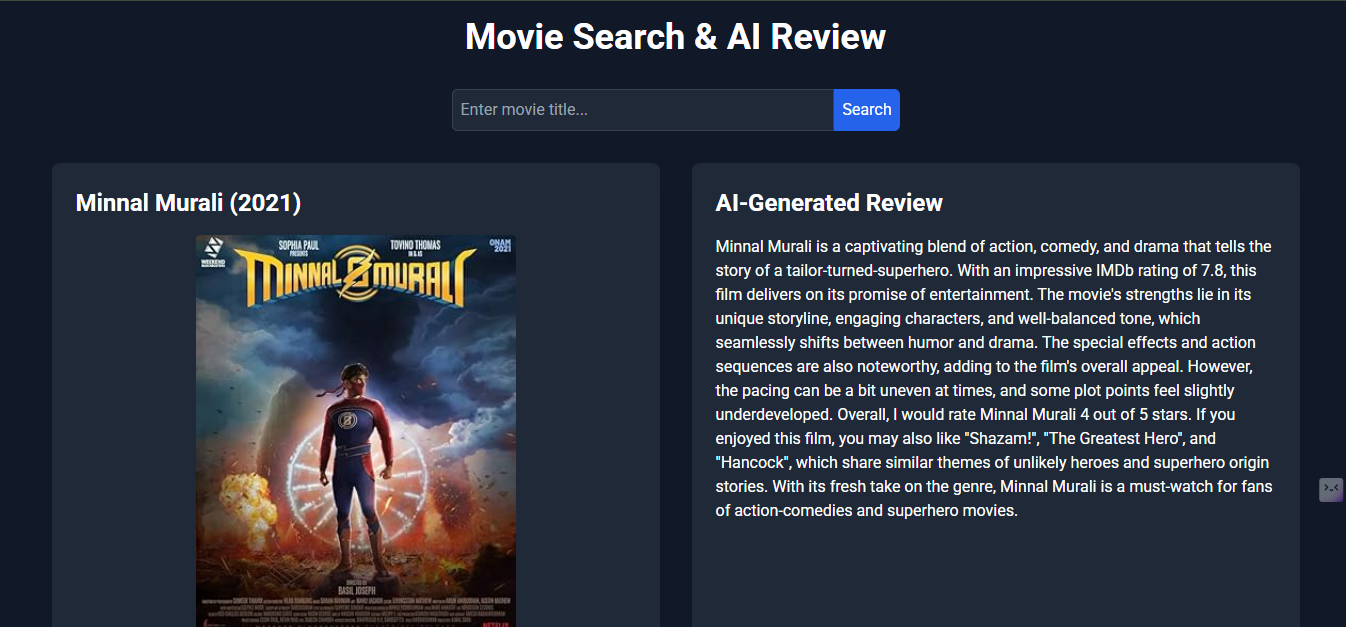 Movie Search & AI Review
Enter movie title...
Search
Minnal Murali (2021)
WEEKEND
BLOCKBUSTERS
SOPHIA PAUL
PRESENTS
TOVINO THOMAS
IN & AS
ONAM
2021
MINNAL MURALI
DIRECTED BY
BASIL JOSEPH
NETFLIX
AI-Generated Review
Minnal Murali is a captivating blend of action, comedy, and drama that tells the
story of a tailor-turned-superhero. With an impressive IMDb rating of 7.8, this
film delivers on its promise of entertainment. The movie's strengths lie in its
unique storyline, engaging characters, and well-balanced tone, which
seamlessly shifts between humor and drama. The special effects and action
sequences are also noteworthy, adding to the film's overall appeal. However,
the pacing can be a bit uneven at times, and some plot points feel slightly
underdeveloped. Overall, I would rate Minnal Murali 4 out of 5 stars. If you
enjoyed this film, you may also like "Shazam!", "The Greatest Hero", and
"Hancock", which share similar themes of unlikely heroes and superhero origin
stories. With its fresh take on the genre, Minnal Murali is a must-watch for fans
of action-comedies and superhero movies.